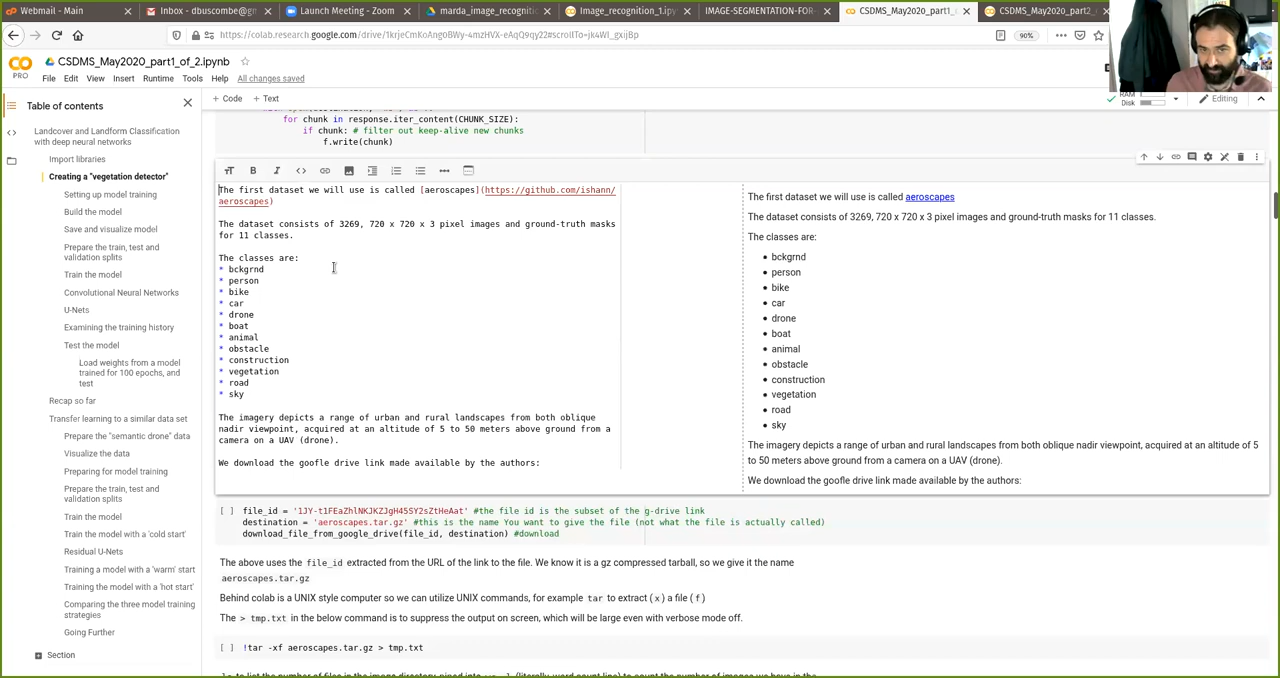 Webmail - Main
Inbox - dbuscombe@g
Launch Meeting - Zoom
marda_image_recognitic
Image_recognition_1.ipy
IMAGE-SEGMENTATION-FOR
CSDMS_May2020_part1_
CSDMS_May2020_part2_
https://colab.research.google.com/drive/1krjeCmKoAng0BWy-4mzHVX-eAqQ9qy22#scrollTo=jk4Wl_gxijBp
90%
CO
PRO
CSDMS_May2020_part1_of_2.ipynb
File Edit View Insert Runtime Tools Help All changes saved
Table of contents
+ Code + Text
RAM
Disk
Editing
Landcover and Landform Classification
with deep neural networks
Import libraries
Creating a "vegetation detector"
Setting up model training
Build the model
Save and visualize model
Prepare the train, test and
validation splits
Train the model
Convolutional Neural Networks
U-Nets
Examining the training history
Test the model
Load weights from a model
trained for 100 epochs, and
test
Recap so far
Transfer learning to a similar data set
Prepare the "semantic drone" data
Visualize the data
Preparing for model training
Prepare the train, test and
validation splits
Train the model
Train the model with a 'cold start'
Residual U-Nets
Training a model with a 'warm' start
Training the model with a 'hot start'
Comparing the three model training
strategies
Going Further
Section
for chunk in response.iter_content(CHUNK_SIZE):
if chunk: # filter out keep-alive new chunks
f.write(chunk)
The first dataset we will use is called [aeroscapes](https://github.com/ishann/
aeroscapes)
The dataset consists of 3269, 720 x 720 x 3 pixel images and ground-truth masks
for 11 classes.
The classes are:
* bckgrnd
* person
* bike
* car
* drone
* boat
* animal
* obstacle
* construction
* vegetation
* road
* sky
The imagery depicts a range of urban and rural landscapes from both oblique
nadir viewpoint, acquired at an altitude of 5 to 50 meters above ground from a
camera on a UAV (drone).
We download the goofle drive link made available by the authors:
The first dataset we will use is called aeroscapes
The dataset consists of 3269, 720 x 720 x 3 pixel images and ground-truth masks for 11 classes.
The classes are:
• bckgrnd
• person
• bike
• car
• drone
• boat
• animal
• obstacle
• construction
• vegetation
• road
• sky
The imagery depicts a range of urban and rural landscapes from both oblique nadir viewpoint, acquired at an altitude of 5
to 50 meters above ground from a camera on a UAV (drone).
We download the goofle drive link made available by the authors:
[ ] file_id = '1JY-t1FEaZhlNKJKZJgH45SY2sZtHeAat' #the file id is the subset of the g-drive link
destination = 'aeroscapes.tar.gz' #this is the name You want to give the file (not what the file is actually called)
download_file_from_google_drive(file_id, destination) #download
The above uses the file_id extracted from the URL of the link to the file. We know it is a gz compressed tarball, so we give it the name
aeroscapes.tar.gz
Behind colab is a UNIX style computer so we can utilize UNIX commands, for example tar to extract (x) a file (f)
The > tmp.txt in the below command is to suppress the output on screen, which will be large even with verbose mode off.
[ ] !tar -xf aeroscapes.tar.gz > tmp.txt